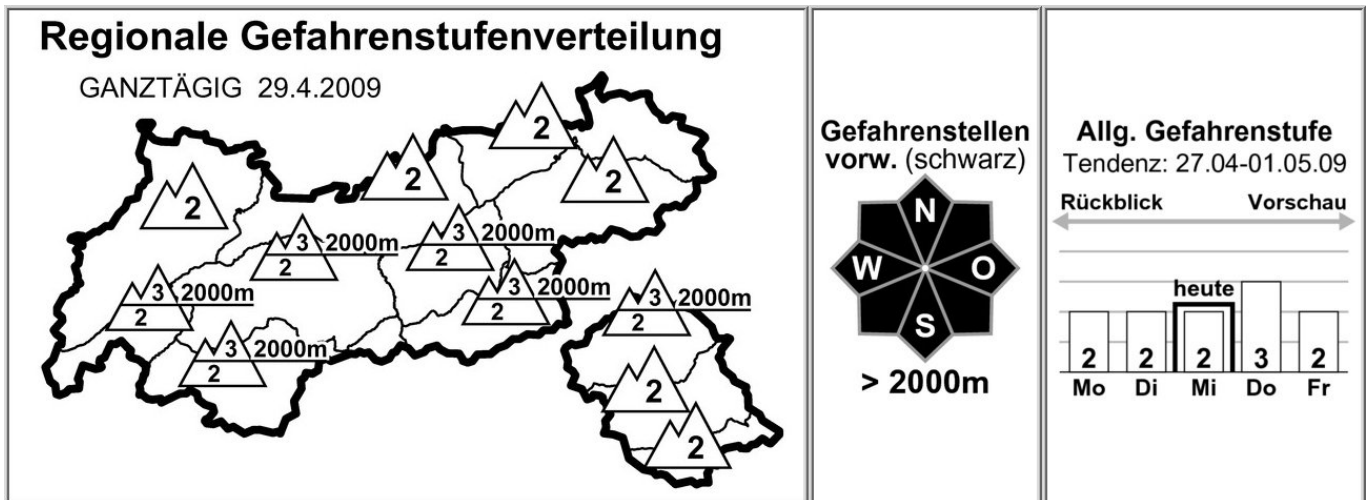 Regionale Gefahrenstufenverteilung
GANZTÄGIG 29.4.2009
2
2
2
2
3 2000m
2
3 2000m
2
3 2000m
2
3 2000m
2
3 2000m
2
3 2000m
2
2
2
Gefahrenstellen
vorw. (schwarz)
N
W O
S
> 2000m
Allg. Gefahrenstufe
Tendenz: 27.04-01.05.09
Rückblick Vorschau
heute
2 2 2 3 2
Mo Di Mi Do Fr